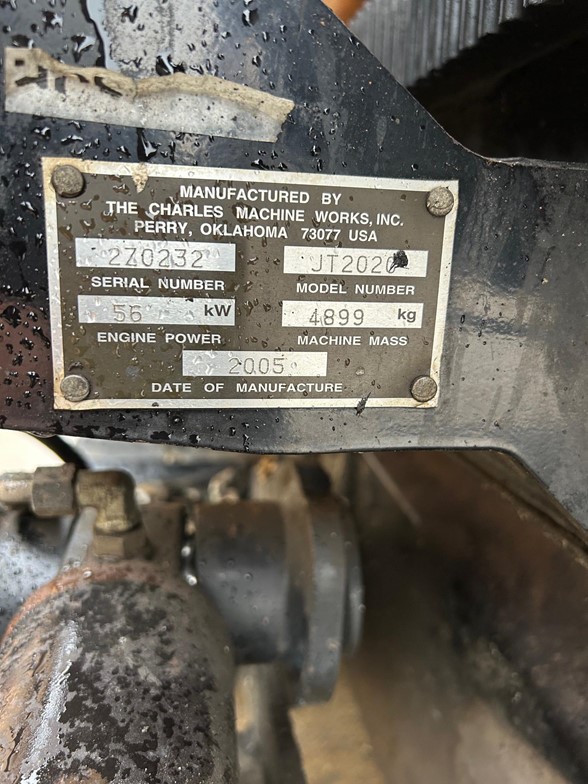 MANUFACTURED BY
THE CHARLES MACHINE WORKS, INC.
PERRY, OKLAHOMA 73077 USA
2Z0232 JT2020
SERIAL NUMBER MODEL NUMBER
56 kW 4899 kg
ENGINE POWER MACHINE MASS
2005
DATE OF MANUFACTURE